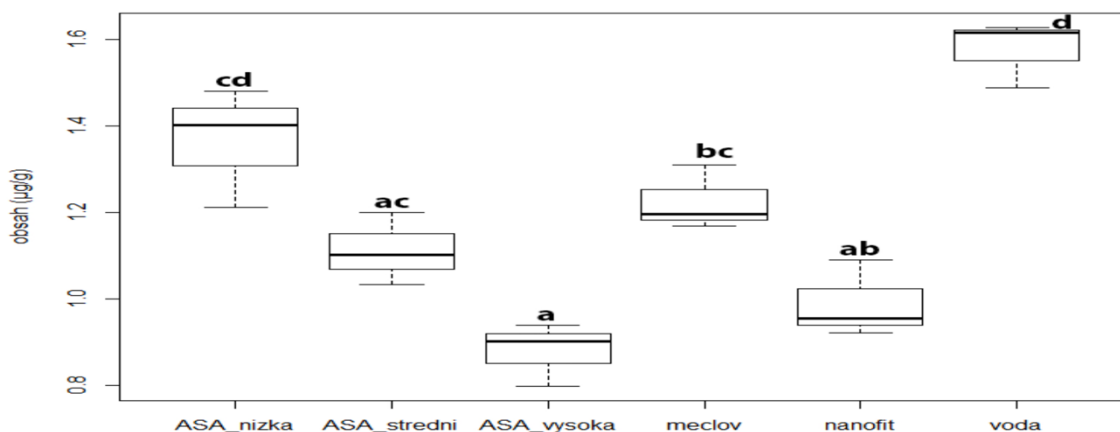 obsah (µg/g)
1.6
1.4
1.2
1.0
0.8
cd
ac
a
bc
ab
d
ASA_nizka
ASA_stredni
ASA_vysoka
meclov
nanofit
voda